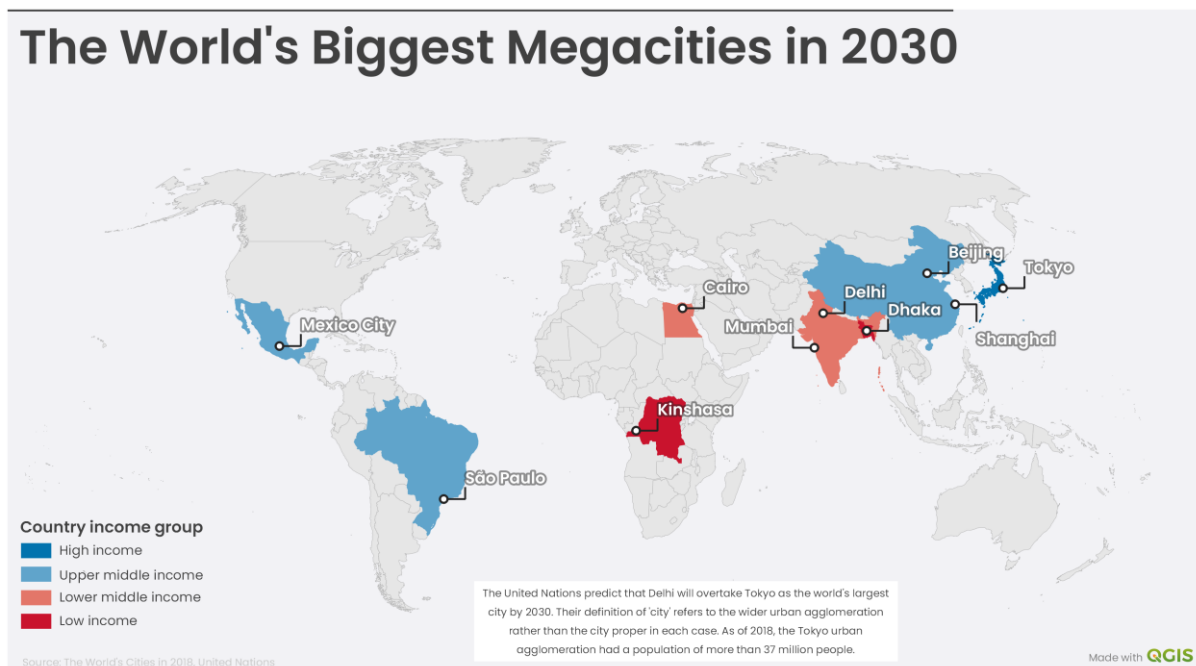 The World's Biggest Megacities in 2030
Beijing
Tokyo
Cairo
Delhi
Dhaka
Mumbai
Mexico City
Shanghai
Kinshasa
São Paulo
Country income group
High income
Upper middle income
Lower middle income
Low income
The United Nations predict that Delhi will overtake Tokyo as the world's largest
city by 2030. Their definition of 'city' refers to the wider urban agglomeration
rather than the city proper in each case. As of 2018, the Tokyo urban
agglomeration had a population of more than 37 million people.
Source: The World's Cities in 2018, United Nations
Made with QGIS